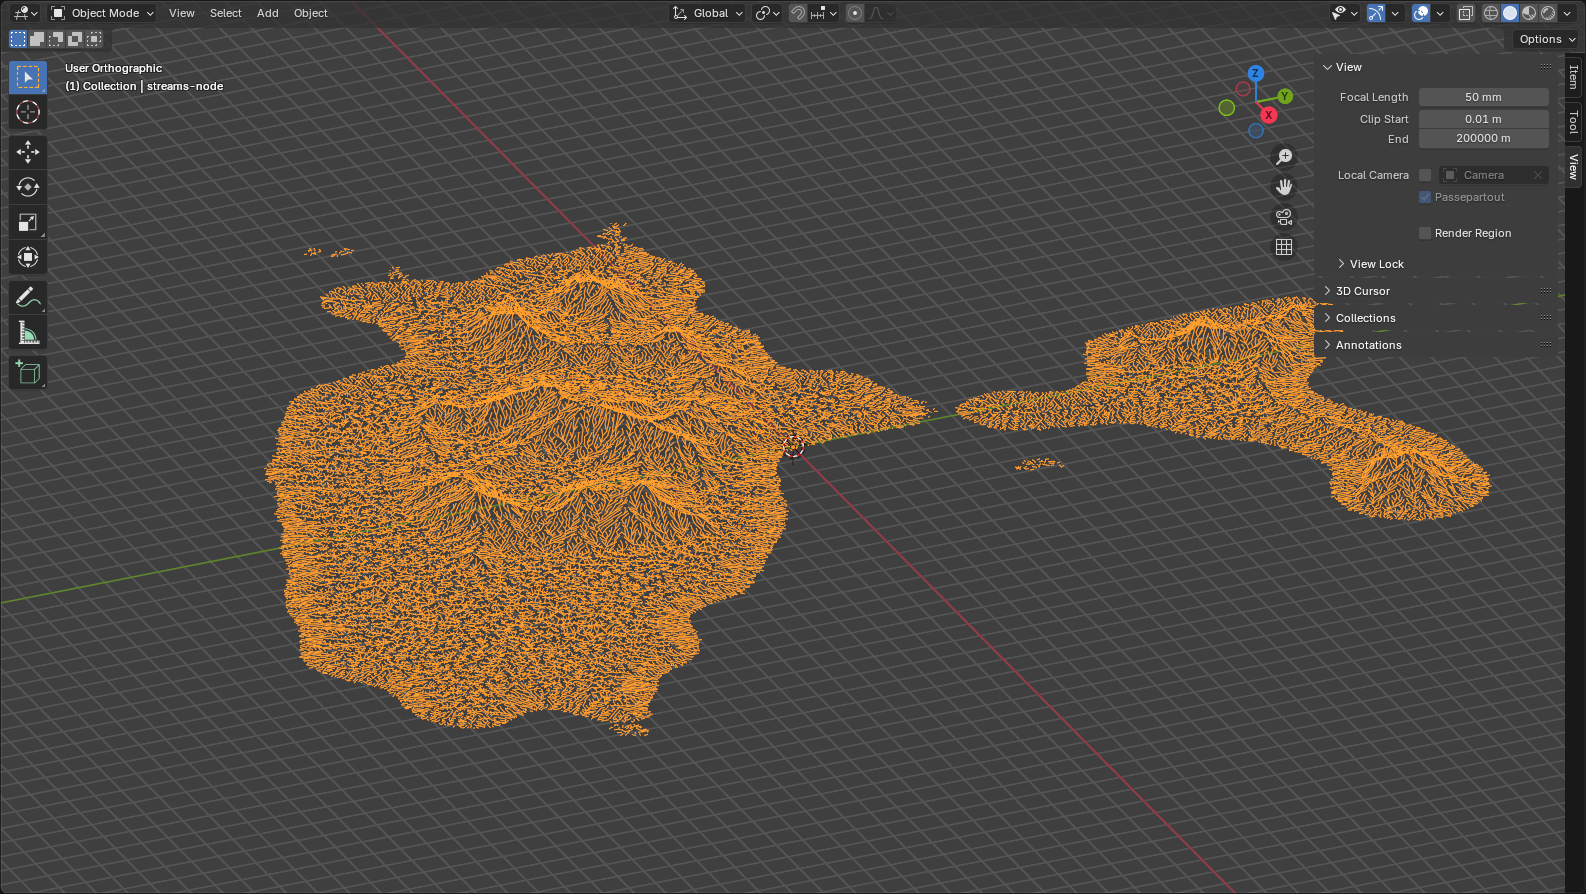 Object Mode View Select Add Object Global
Options
User Orthographic
(1) Collection | streams-node
Z
Y
X
View
Focal Length 50 mm
Clip Start 0.01 m
End 200000 m
Local Camera Camera
Passepartout
Render Region
View Lock
3D Cursor
Collections
Annotations
Item
Tool
View